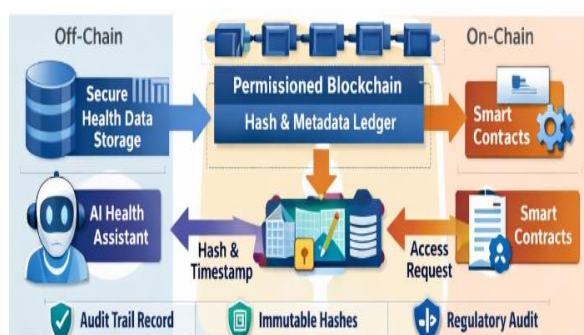 Off-Chain
On-Chain
Secure
Health Data
Storage
Permissioned Blockchain
Hash & Metadata Ledger
Smart
Contacts
AI Health
Assistant
Hash &
Timestamp
Access
Request
Smart
Contracts
Audit Trail Record
Immutable Hashes
Regulatory Audit